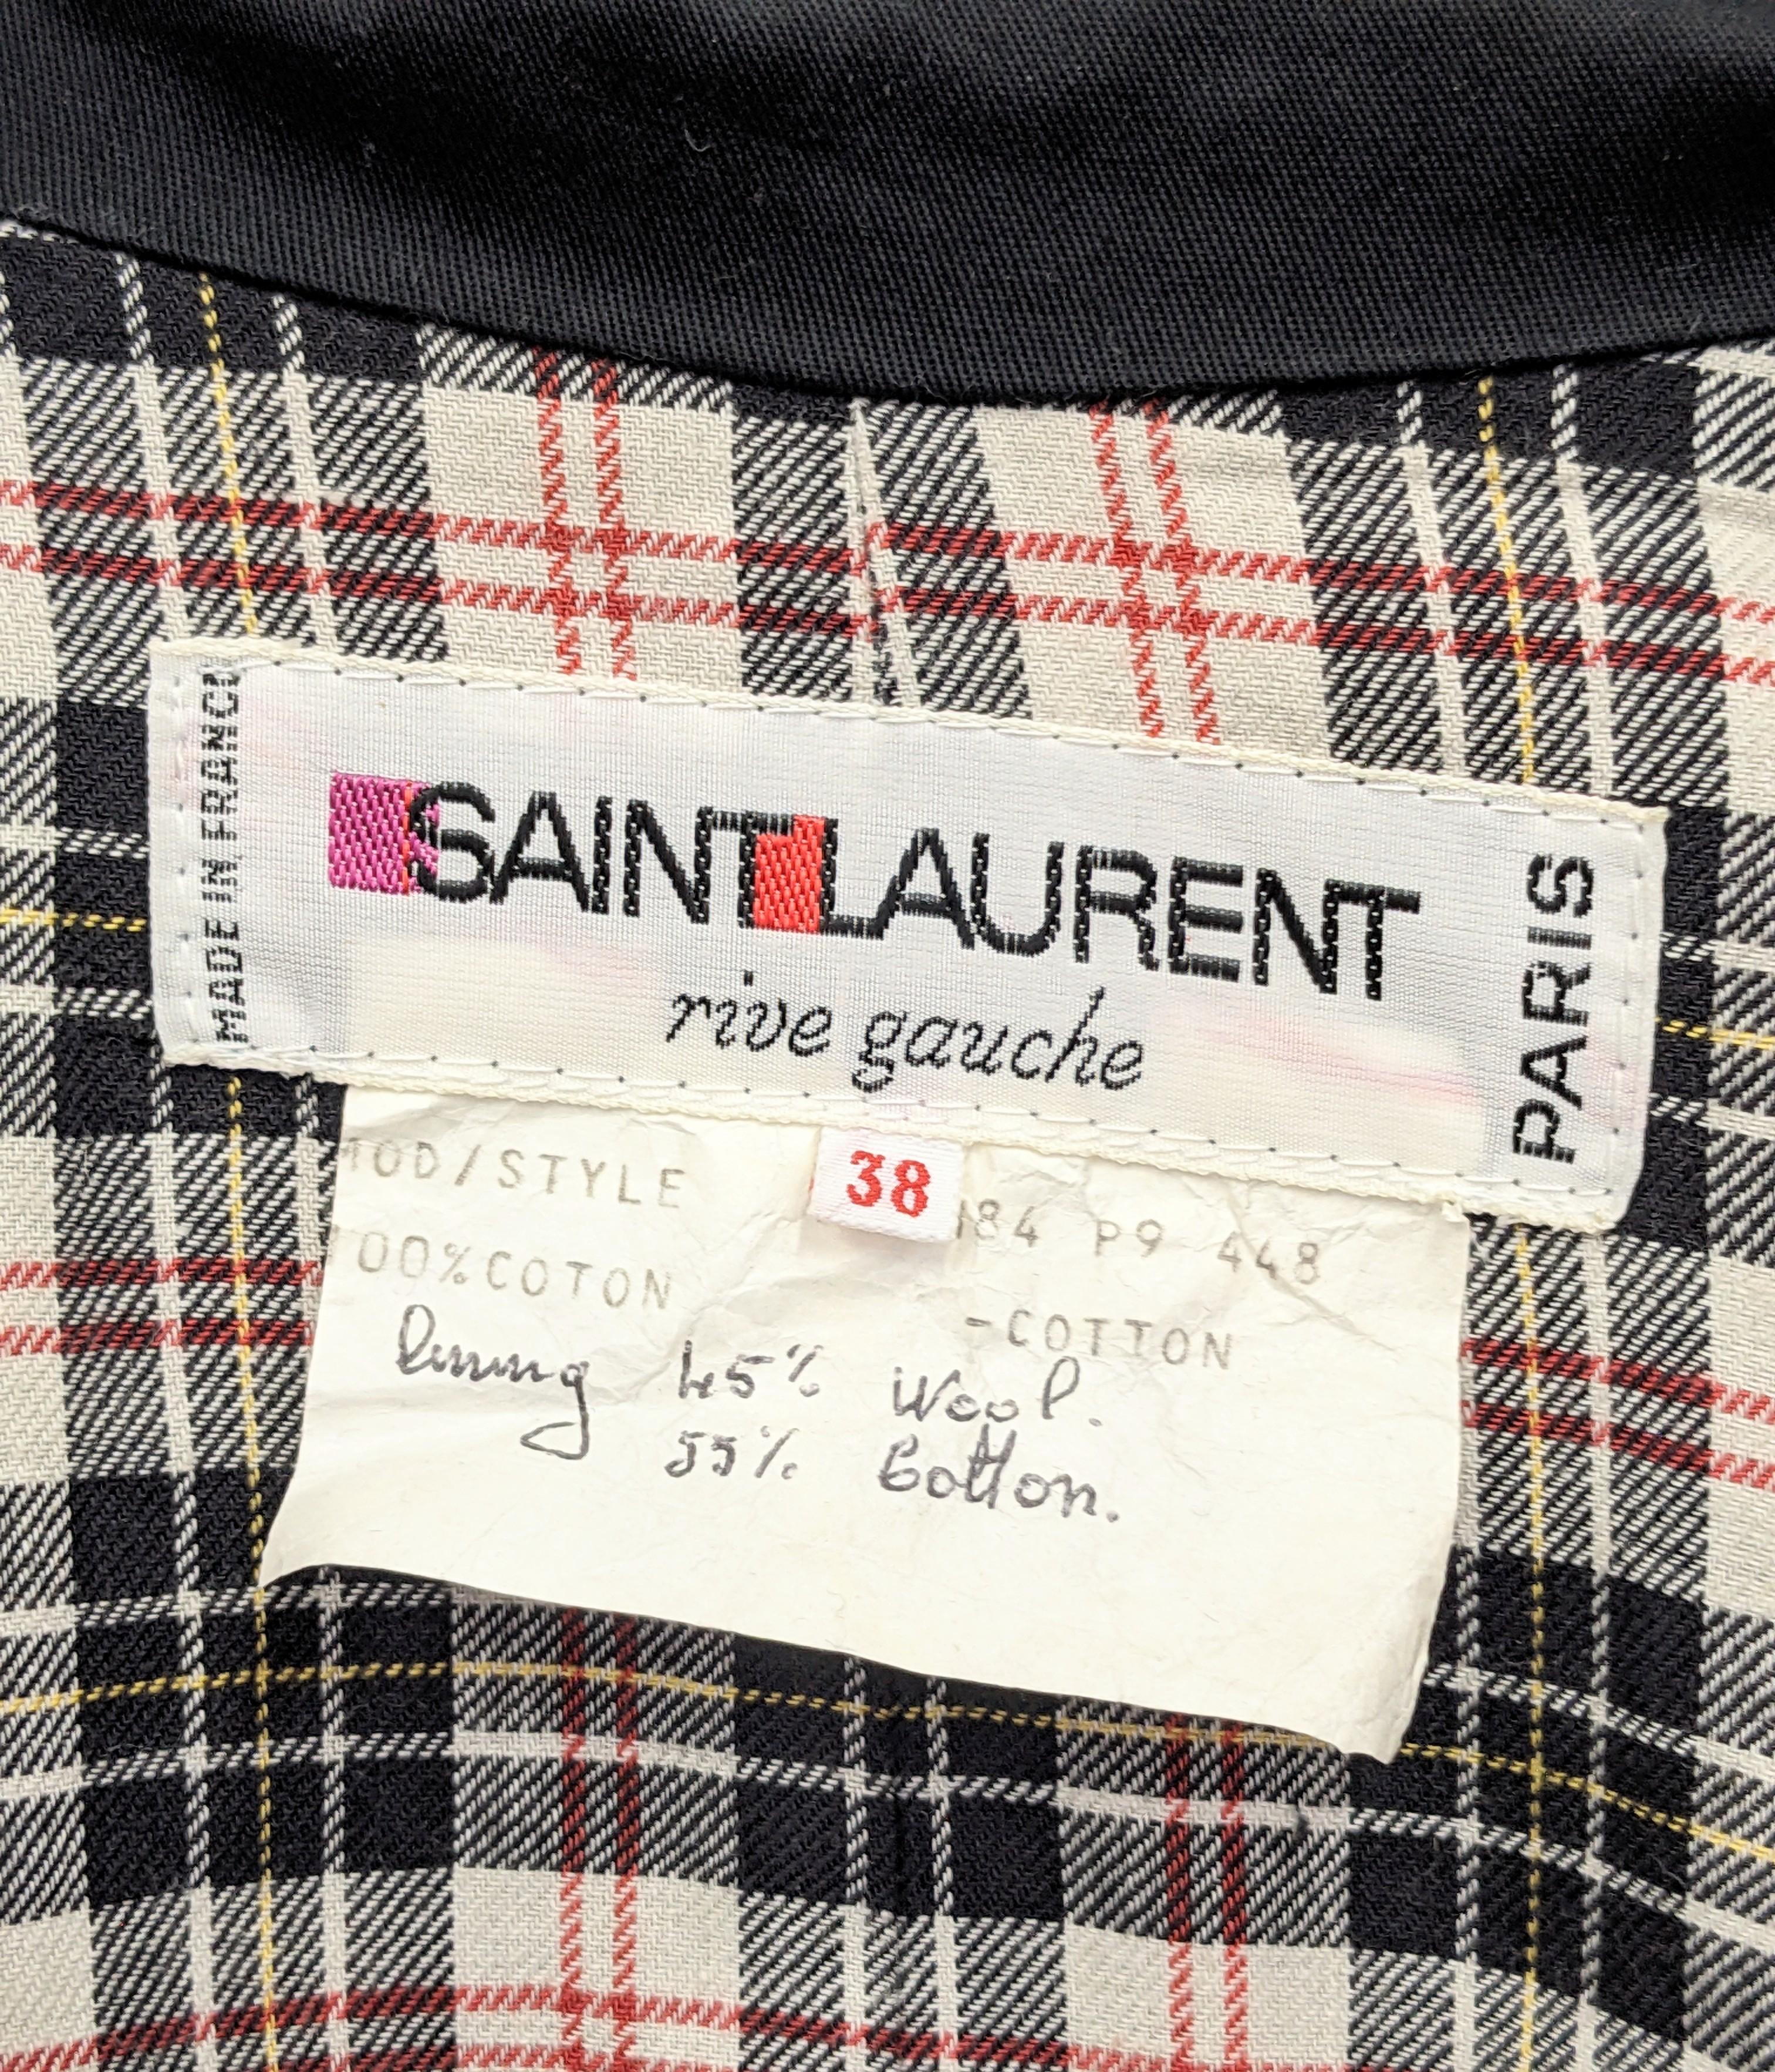 MADE IN FRANCE
SAINT LAURENT
rive gauche
PARIS
38
MOD/STYLE 184 P9 448
00%COTON -COTTON
lining 45% Wool.
55% Cotton.